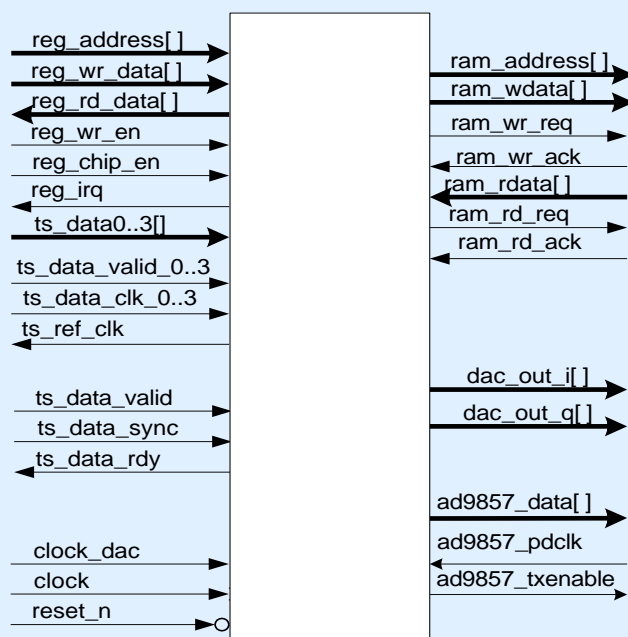 reg_address[ ]
reg_wr_data[ ]
reg_rd_data[ ]
reg_wr_en
reg_chip_en
reg_irq
ts_data0..3[]
ts_data_valid_0..3
ts_data_clk_0..3
ts_ref_clk
ts_data_valid
ts_data_sync
ts_data_rdy
clock_dac
clock
reset_n
ram_address[ ]
ram_wdata[ ]
ram_wr_req
ram_wr_ack
ram_rdata[ ]
ram_rd_req
ram_rd_ack
dac_out_i[ ]
dac_out_q[ ]
ad9857_data[ ]
ad9857_pdclk
ad9857_txenable